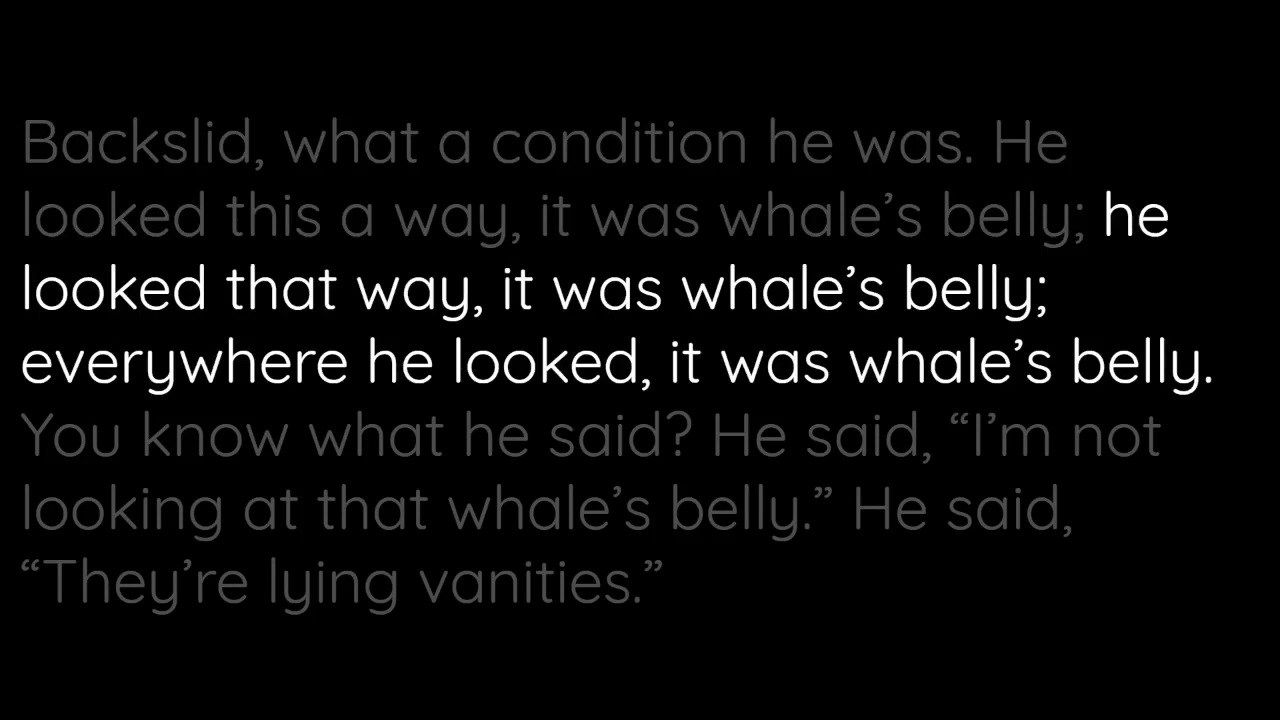 Backslid, what a condition he was. He
looked this a way, it was whale’s belly; he
looked that way, it was whale’s belly;
everywhere he looked, it was whale’s belly.
You know what he said? He said, “I’m not
looking at that whale’s belly.” He said,
“They’re lying vanities.”